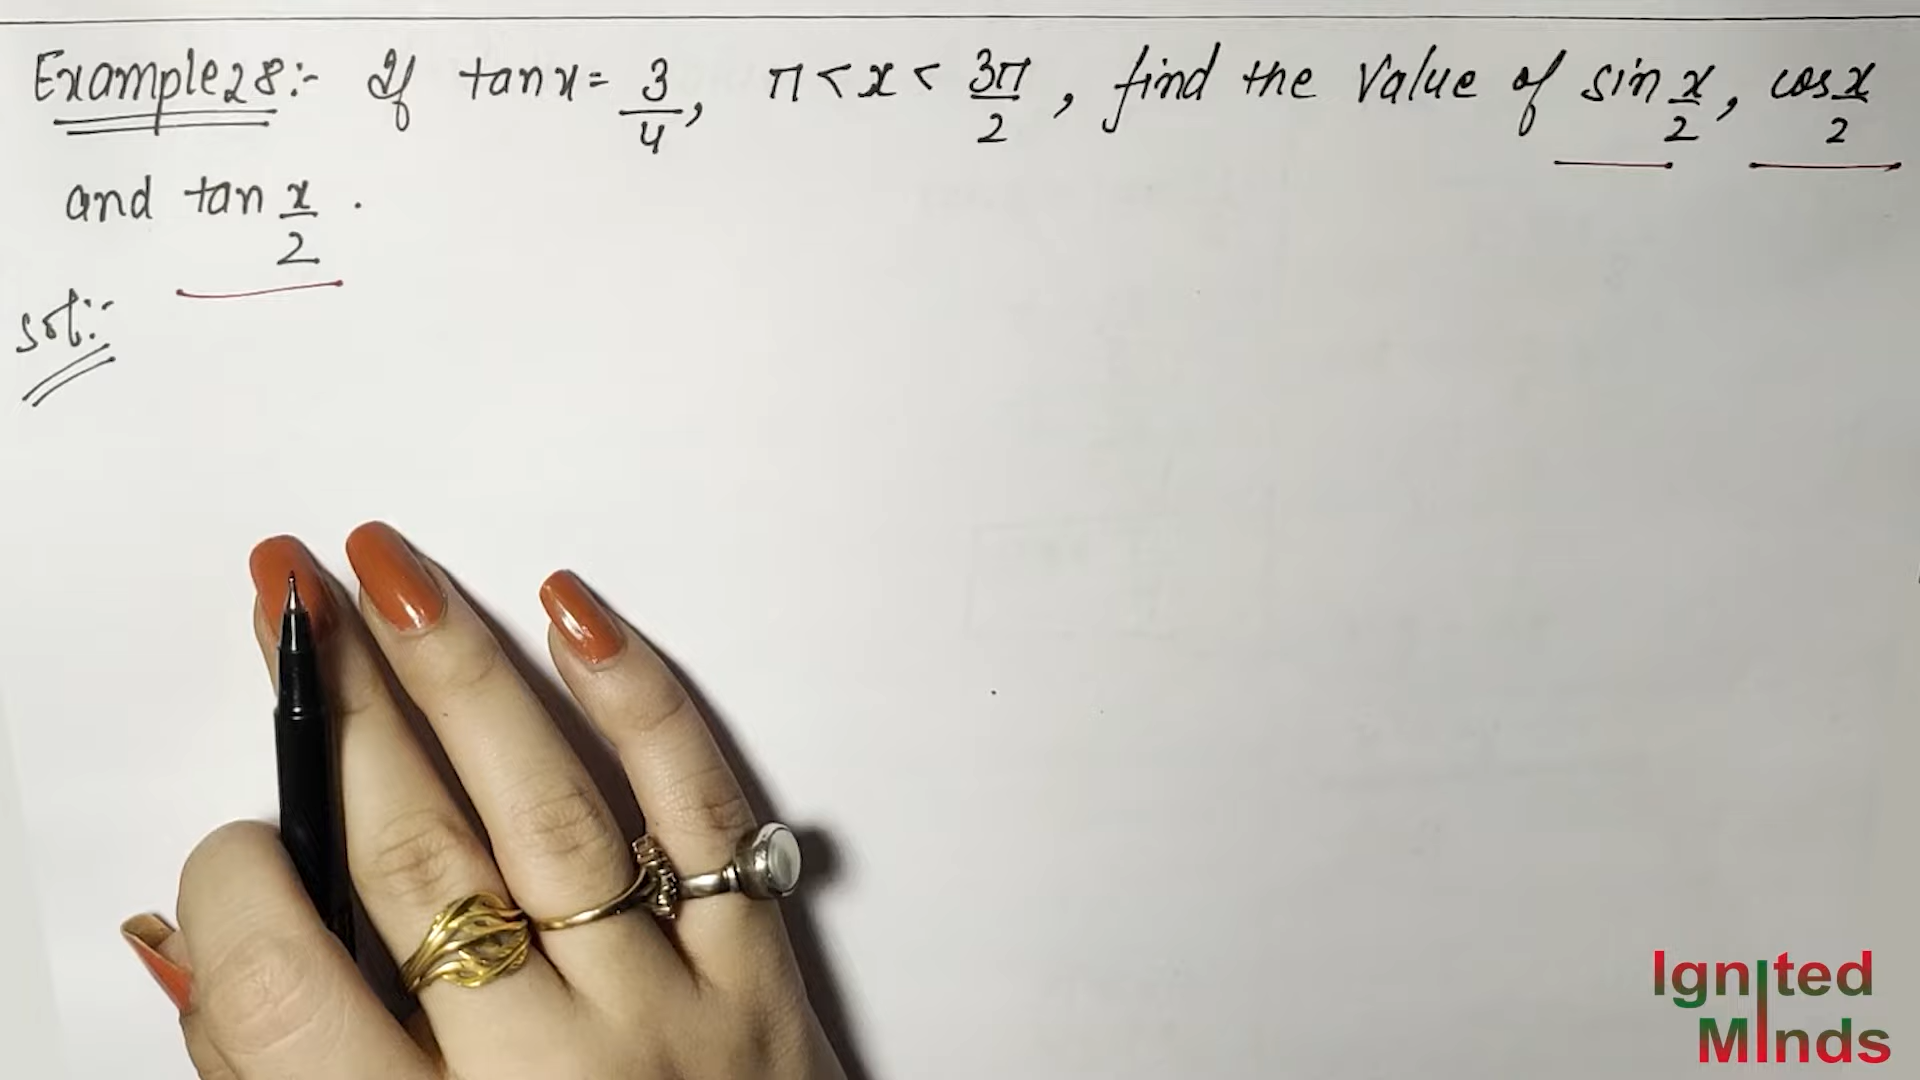 Example 28:- If tan x = 3/4, π < x < 3π/2, find the value of sin x/2, cos x/2
and tan x/2.
Sol:-
Ignited
Minds